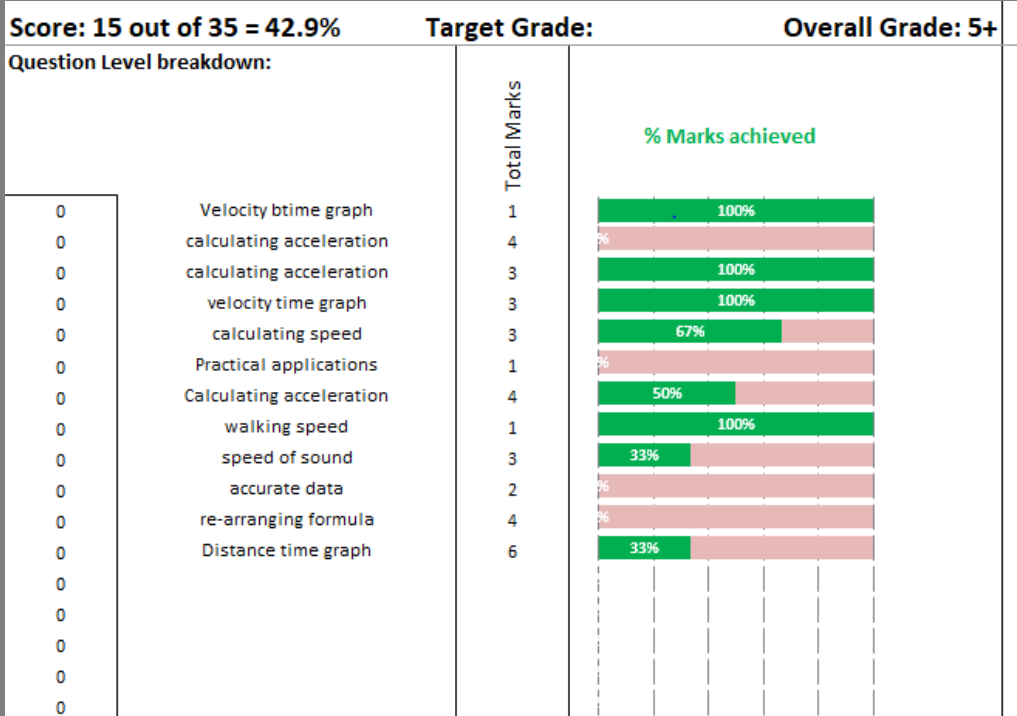 Score: 15 out of 35 = 42.9% Target Grade: Overall Grade: 5+
Question Level breakdown:
Total Marks
% Marks achieved
0 Velocity btime graph 1 100%
0 calculating acceleration 4 %
0 calculating acceleration 3 100%
0 velocity time graph 3 100%
0 calculating speed 3 67%
0 Practical applications 1 %
0 Calculating acceleration 4 50%
0 walking speed 1 100%
0 speed of sound 3 33%
0 accurate data 2 %
0 re-arranging formula 4 %
0 Distance time graph 6 33%
0
0
0
0
0